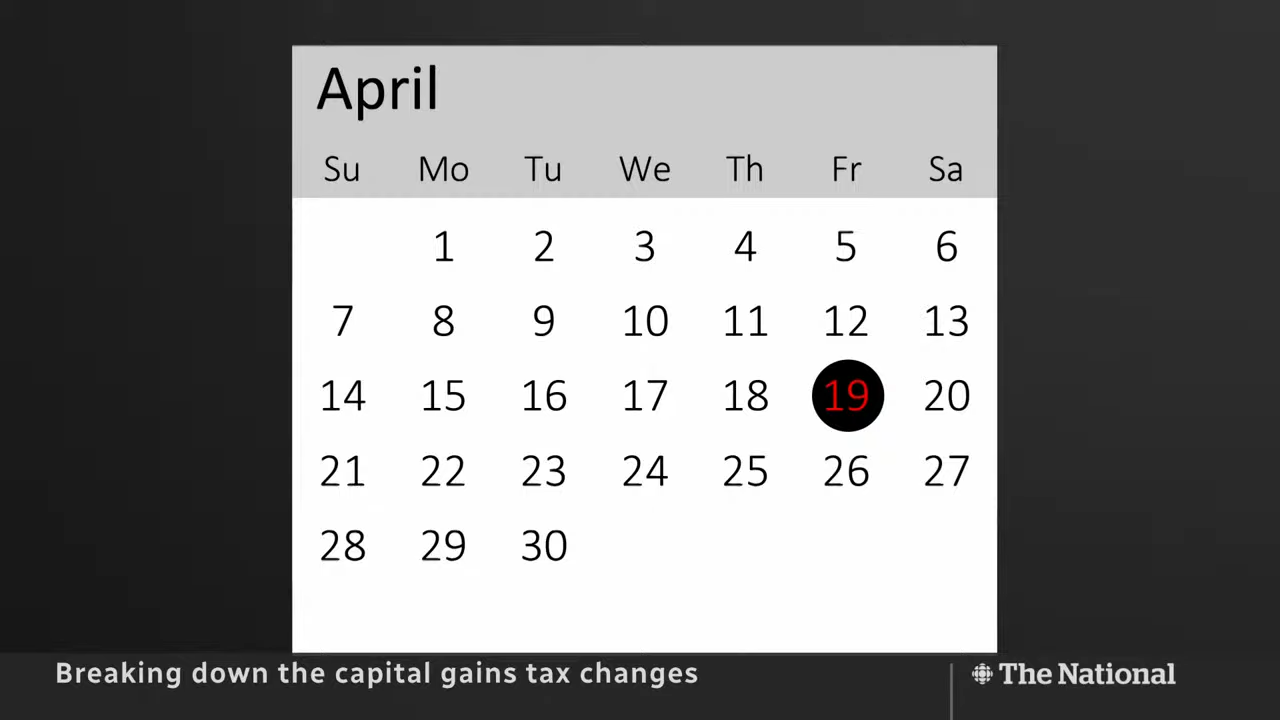 April
Su Mo Tu We Th Fr Sa
1 2 3 4 5 6
7 8 9 10 11 12 13
14 15 16 17 18 19 20
21 22 23 24 25 26 27
28 29 30
Breaking down the capital gains tax changes
The National